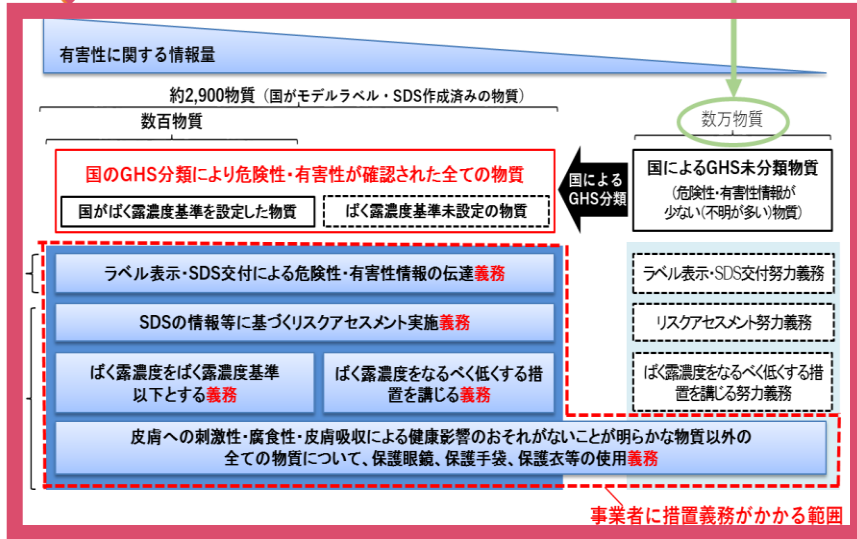 有害性に関する情報量
約2,900物質（国がモデルラベル・SDS作成済みの物質）
数百物質
数万物質
国のGHS分類により危険性・有害性が確認された全ての物質
国がばく露濃度基準を設定した物質
ばく露濃度基準未設定の物質
国による
GHS分類
国によるGHS未分類物質
（危険性・有害性情報が
少ない（不明が多い）物質）
ラベル表示・SDS交付による危険性・有害性情報の伝達義務
ラベル表示・SDS交付努力義務
SDSの情報等に基づくリスクアセスメント実施義務
リスクアセスメント努力義務
ばく露濃度をばく露濃度基準
以下とする義務
ばく露濃度をなるべく低くする措
置を講じる義務
ばく露濃度をなるべく低くする措
置を講じる努力義務
皮膚への刺激性・腐食性・皮膚吸収による健康影響のおそれがないことが明らかな物質以外の
全ての物質について、保護眼鏡、保護手袋、保護衣等の使用義務
事業者に措置義務がかかる範囲